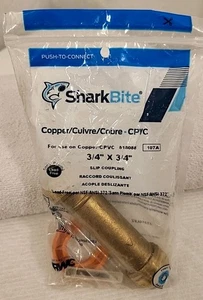 PUSH-TO-CONNECT
SharkBite
Copper/Cuivre/Cobre - CPVC
For Use on Copper/CPVC
3/4" X 3/4"
SLIP COUPLING
RACCORD COULISSANT
ACOPLE DESLIZANTE